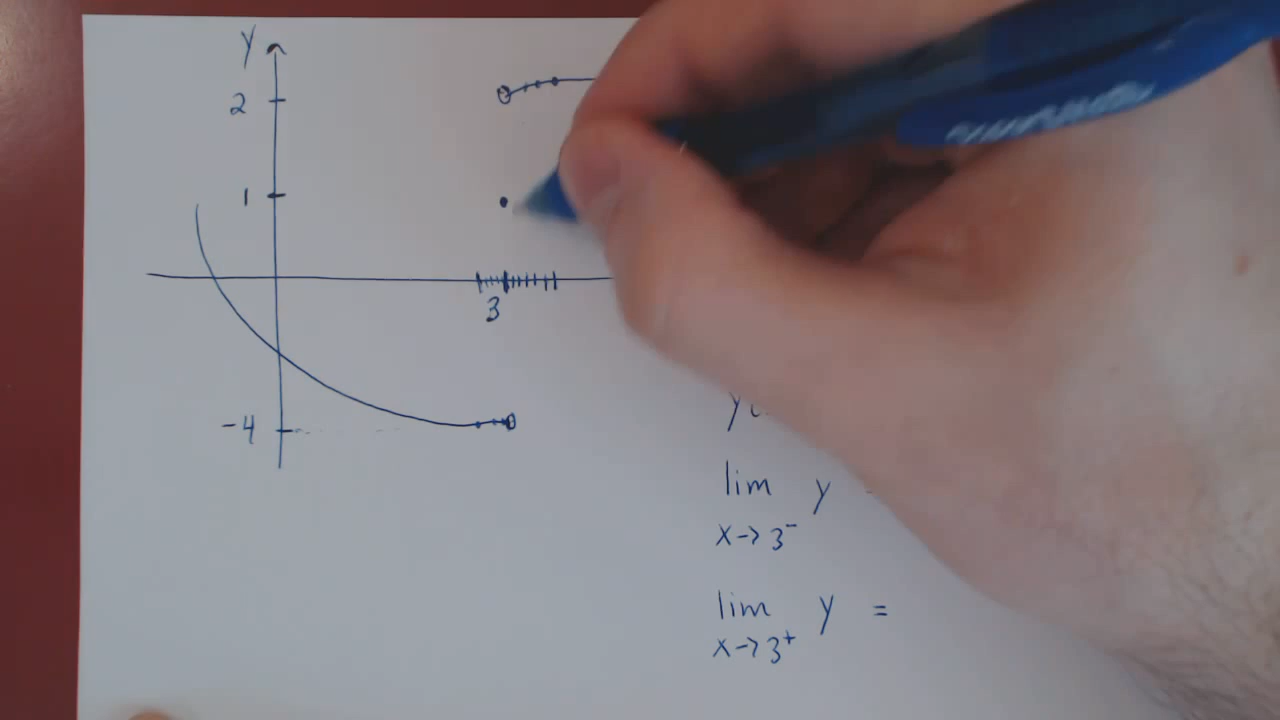 y
2
1
3
-4
lim y
x→3⁻
lim y =
x→3⁺